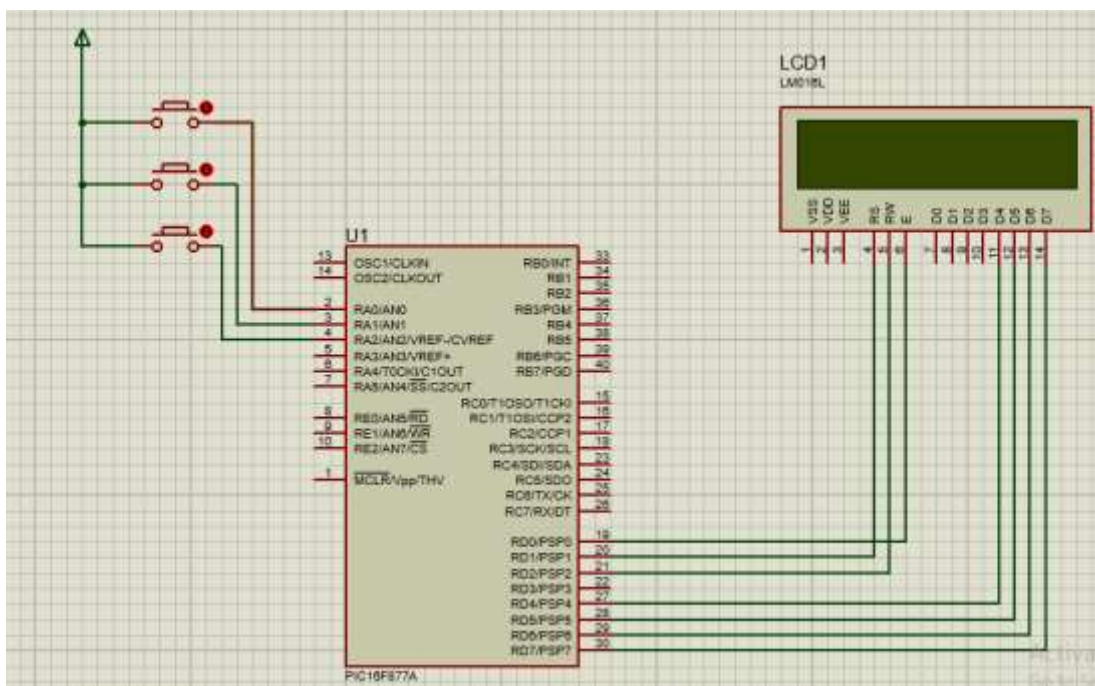 LCD1
LM016L
VSS
VDD
VEE
RS
RW
E
D0
D1
D2
D3
D4
D5
D6
D7
1
2
3
4
5
6
7
8
9
10
11
12
13
14
U1
13 OSC1/CLKIN RB0/INT 33
14 OSC2/CLKOUT RB1 34
RB2 35
2 RA0/AN0 RB3/PGM 36
3 RA1/AN1 RB4 37
4 RA2/AN2/VREF-/CVREF RB5 38
5 RA3/AN3/VREF+ RB6/PGC 39
6 RA4/T0CKI/C1OUT RB7/PGD 40
7 RA5/AN4/SS/C2OUT
RC0/T1OSO/T1CKI 15
8 RE0/AN5/RD RC1/T1OSI/CCP2 16
9 RE1/AN6/WR RC2/CCP1 17
10 RE2/AN7/CS RC3/SCK/SCL 18
RC4/SDI/SDA 23
1 MCLR/Vpp/THV RC5/SDO 24
RC6/TX/CK 25
RC7/RX/DT 26
RD0/PSP0 19
RD1/PSP1 20
RD2/PSP2 21
RD3/PSP3 22
RD4/PSP4 27
RD5/PSP5 28
RD6/PSP6 29
RD7/PSP7 30
PIC16F877A
Activa